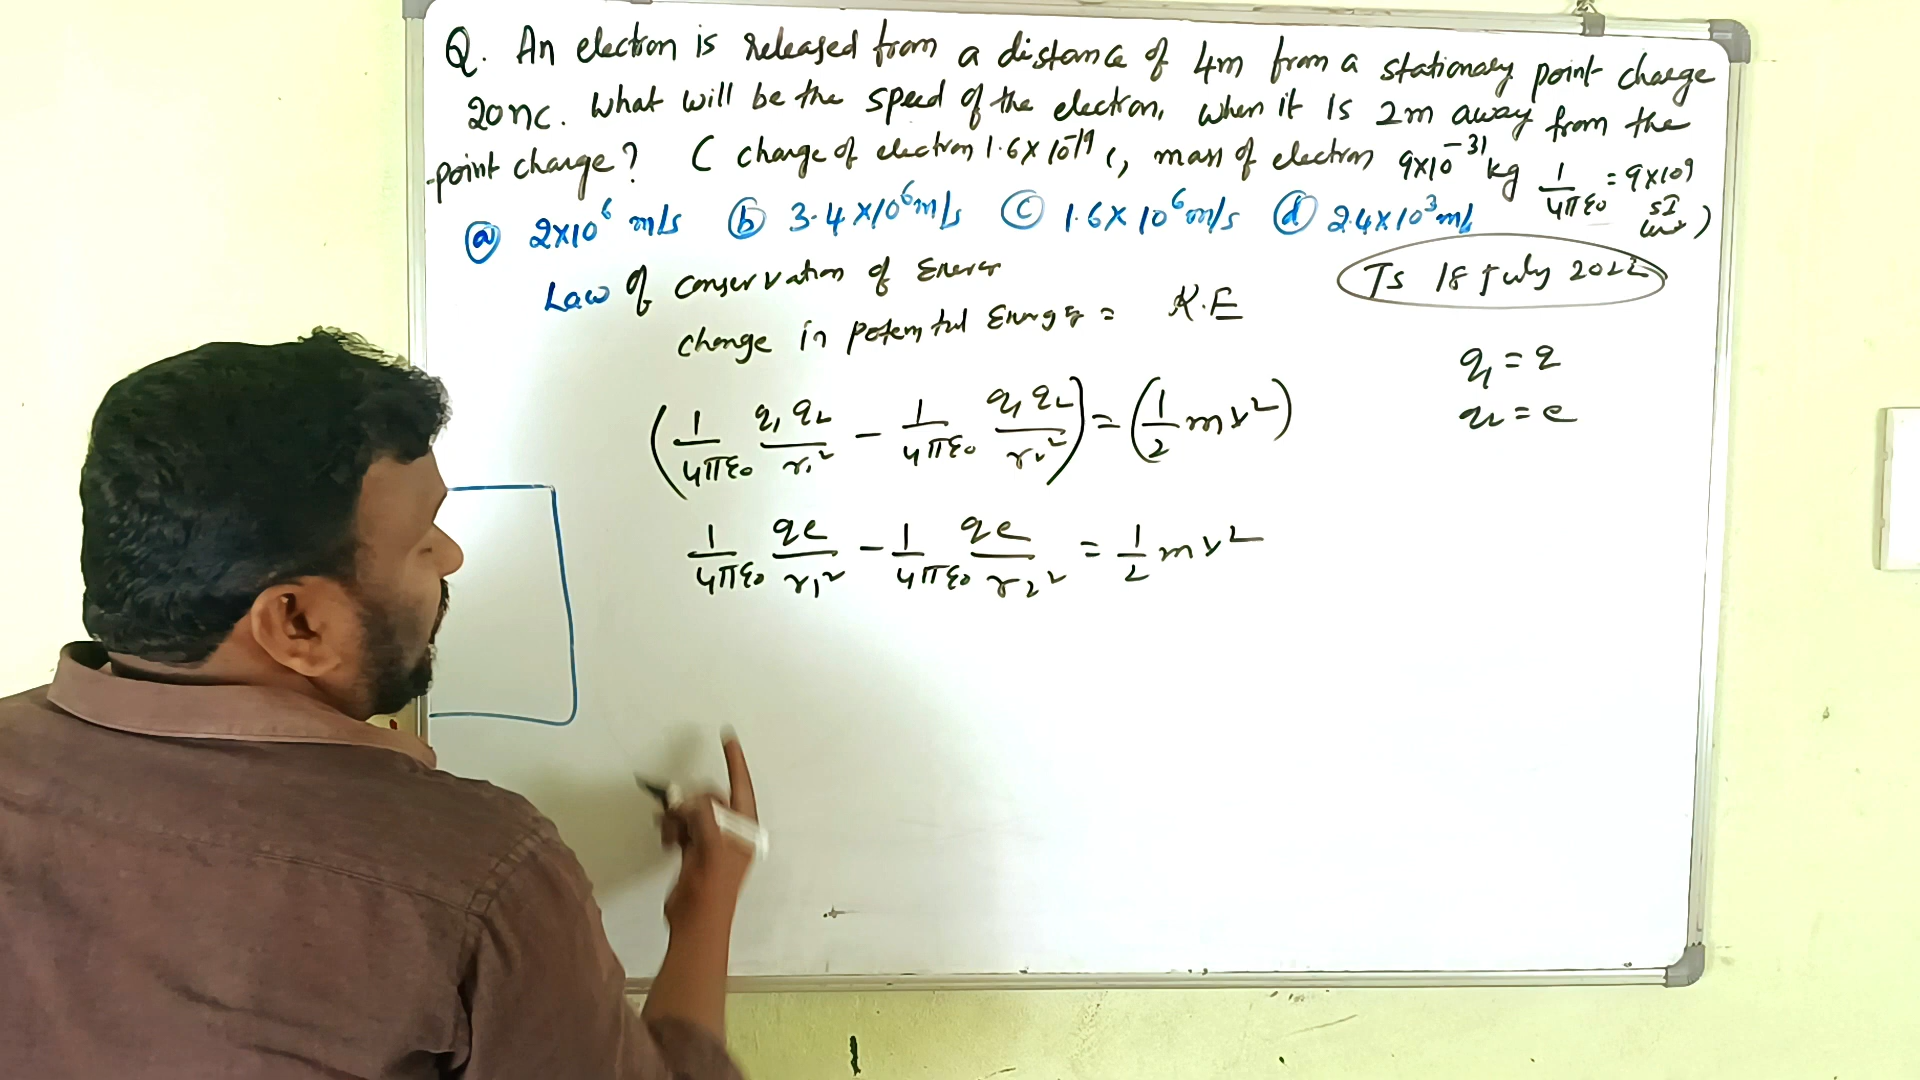 Q. An electron is released from a distance of 4m from a stationary point charge
20nc. What will be the speed of the electron, when it is 2m away from the
point charge? ( charge of electron 1.6×10⁻¹⁹ c, mass of electron 9×10⁻³¹ kg 1/4πε₀ = 9×10⁹ SI unit )
(a) 2×10⁶ m/s (b) 3.4×10⁶ m/s (c) 1.6×10⁶ m/s (d) 2.4×10³ m/s
Law of conservation of Energy
TS 18 July 2022
change in potential Energy = K.E
q₁ = q
q₂ = e
(1/4πε₀ q₁q₂/r₁² − 1/4πε₀ q₁q₂/r₂²) = (1/2 mv²)
1/4πε₀ qe/r₁² − 1/4πε₀ qe/r₂² = 1/2 mv²